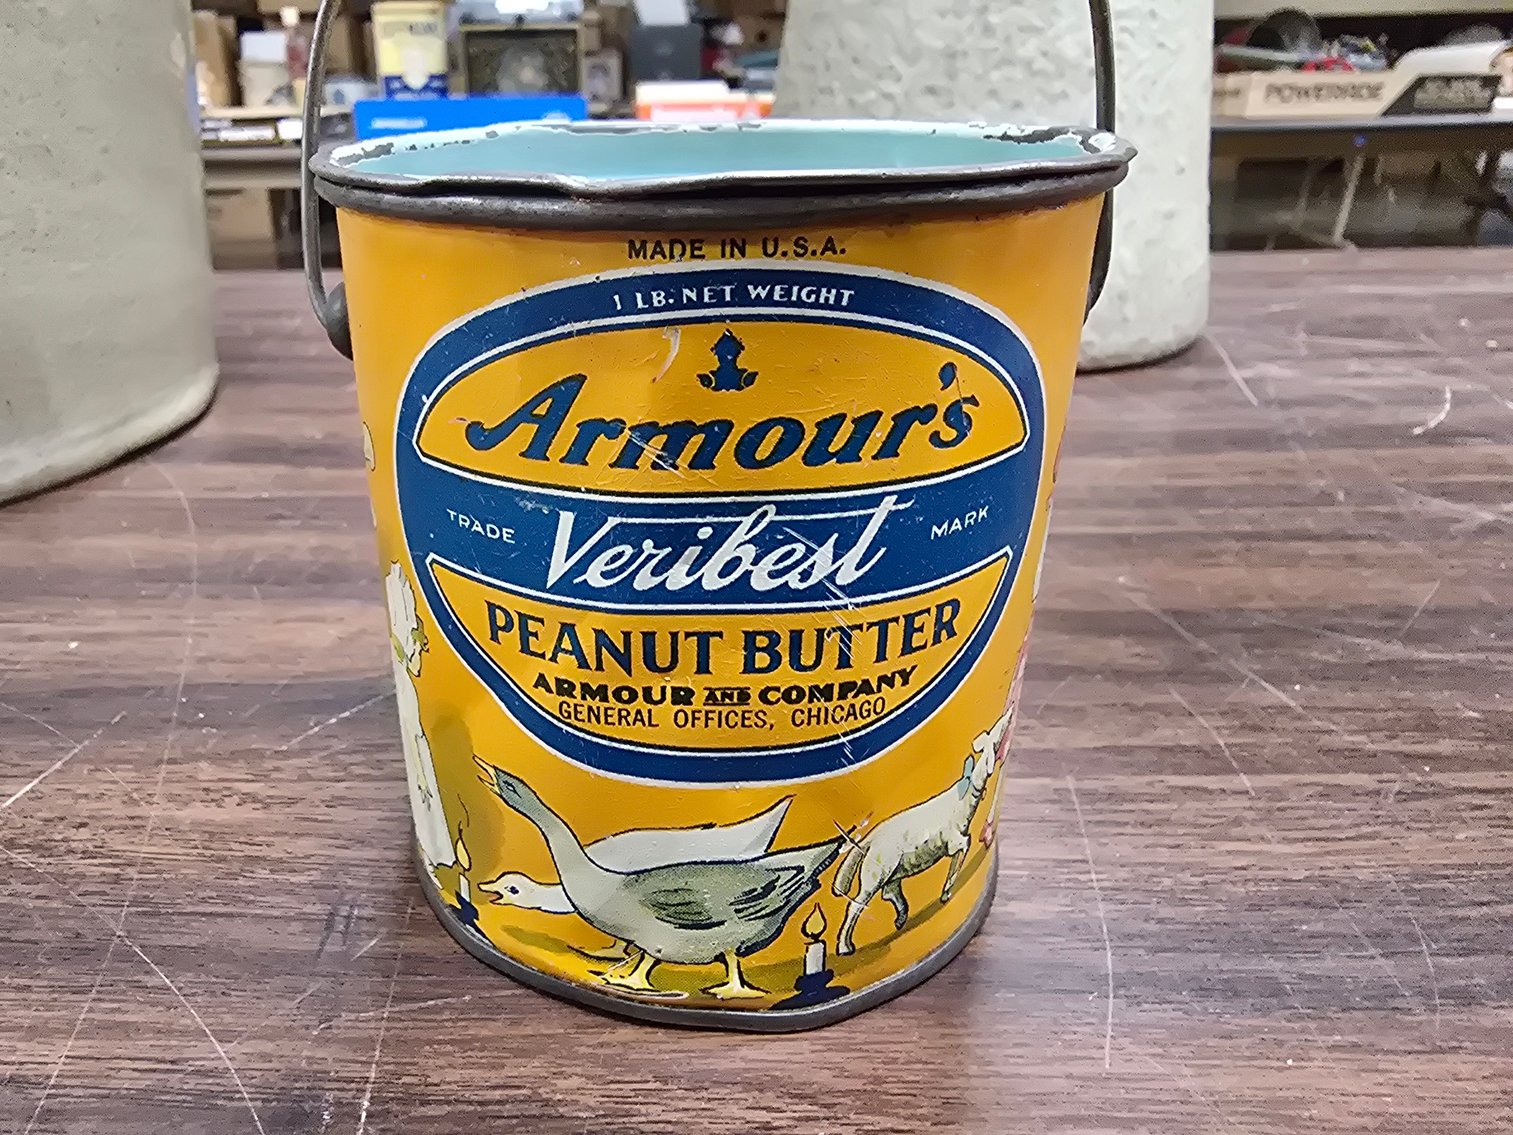 MADE IN U.S.A.
1 LB. NET WEIGHT
Armour's
TRADE Veribest MARK
PEANUT BUTTER
ARMOUR AND COMPANY
GENERAL OFFICES, CHICAGO
POWERADE